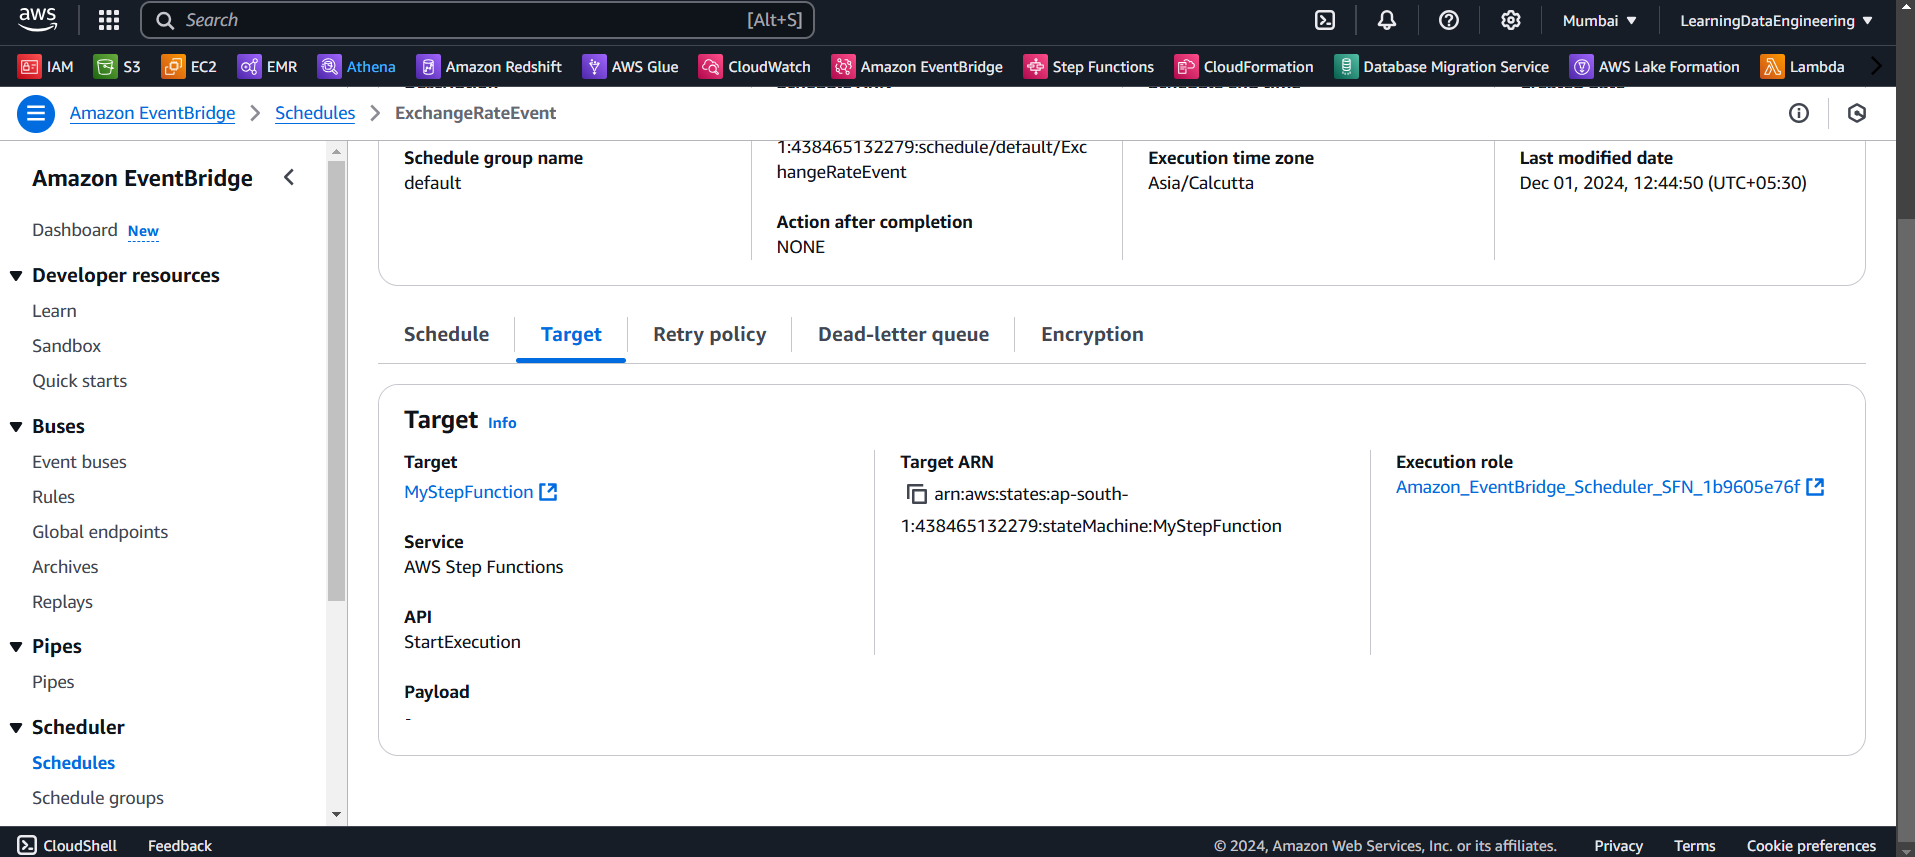 aws
Search [Alt+S]
Mumbai ▼
LearningDataEngineering ▼
IAM S3 EC2 EMR Athena Amazon Redshift AWS Glue CloudWatch Amazon EventBridge Step Functions CloudFormation Database Migration Service AWS Lake Formation Lambda
Amazon EventBridge > Schedules > ExchangeRateEvent
Amazon EventBridge
Dashboard New
Developer resources
Learn
Sandbox
Quick starts
Buses
Event buses
Rules
Global endpoints
Archives
Replays
Pipes
Pipes
Scheduler
Schedules
Schedule groups
Schedule group name
default
1:438465132279:schedule/default/Exc
hangeRateEvent
Action after completion
NONE
Execution time zone
Asia/Calcutta
Last modified date
Dec 01, 2024, 12:44:50 (UTC+05:30)
Schedule Target Retry policy Dead-letter queue Encryption
Target Info
Target
MyStepFunction
Service
AWS Step Functions
API
StartExecution
Payload
-
Target ARN
arn:aws:states:ap-south-
1:438465132279:stateMachine:MyStepFunction
Execution role
Amazon_EventBridge_Scheduler_SFN_1b9605e76f
CloudShell Feedback
© 2024, Amazon Web Services, Inc. or its affiliates. Privacy Terms Cookie preferences